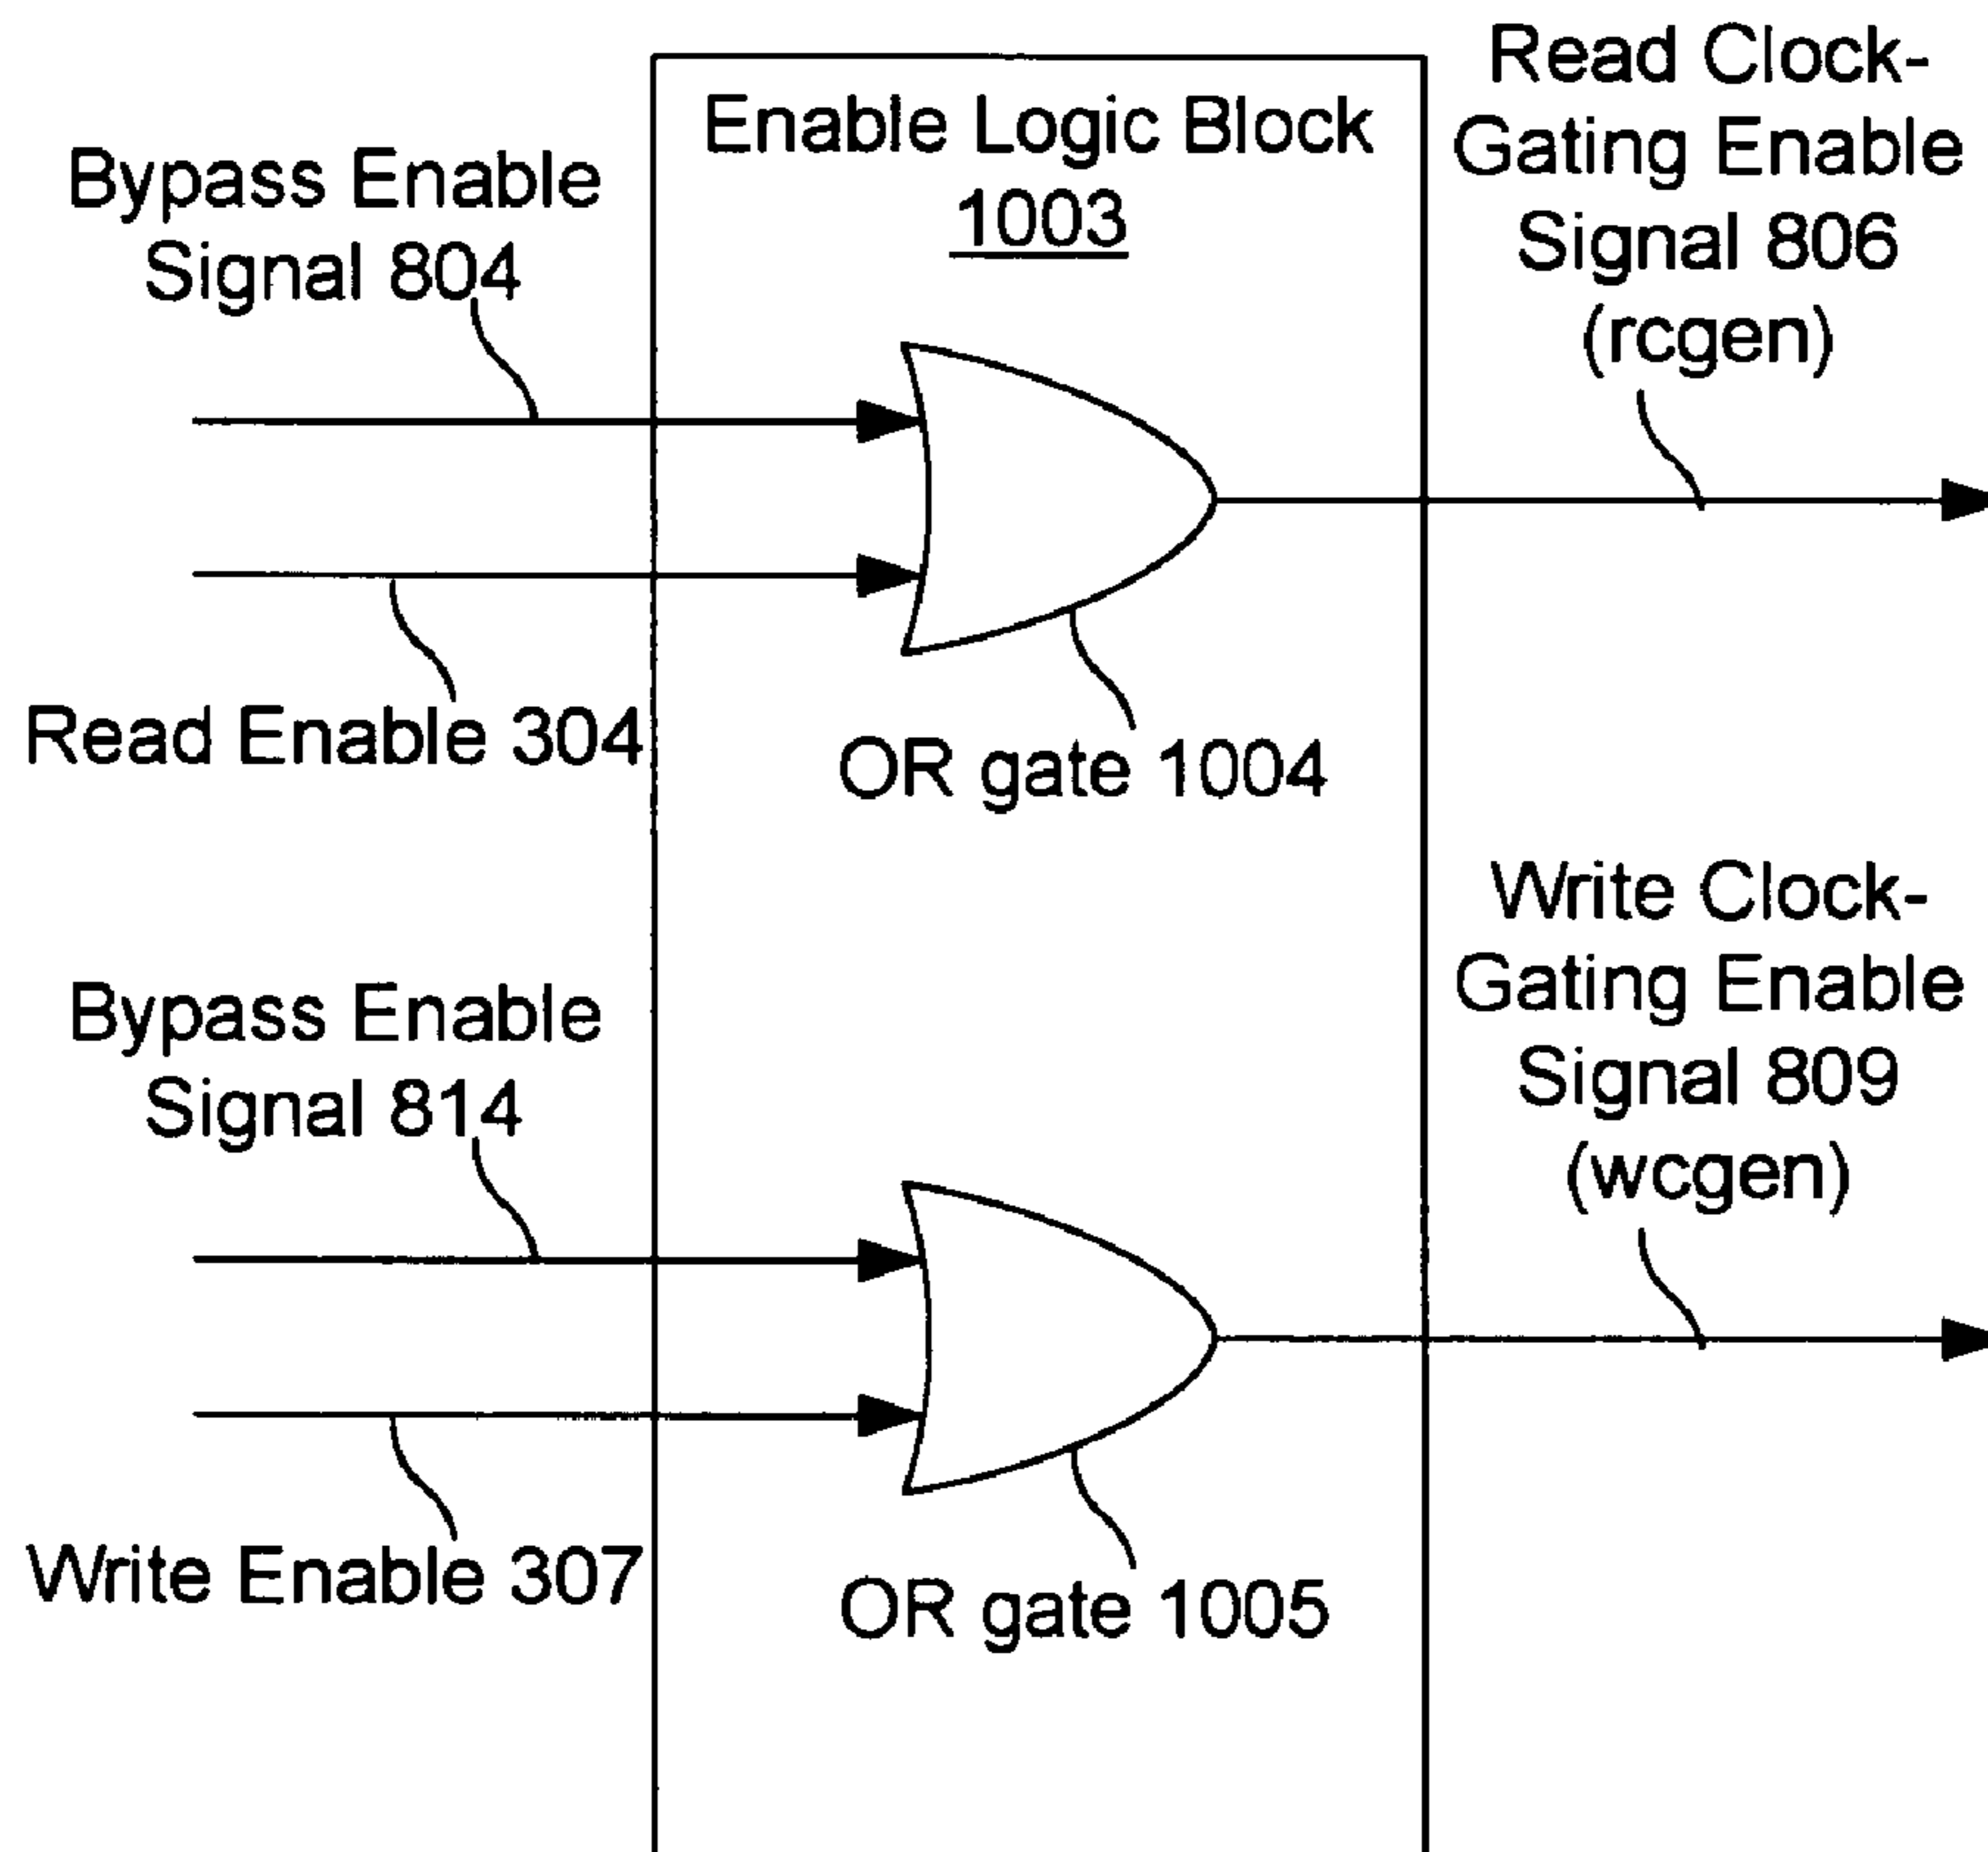 Enable Logic Block
1003
Bypass Enable
Signal 804
Read Enable 304
OR gate 1004
Read Clock-
Gating Enable
Signal 806
(rcgen)
Bypass Enable
Signal 814
Write Enable 307
OR gate 1005
Write Clock-
Gating Enable
Signal 809
(wcgen)